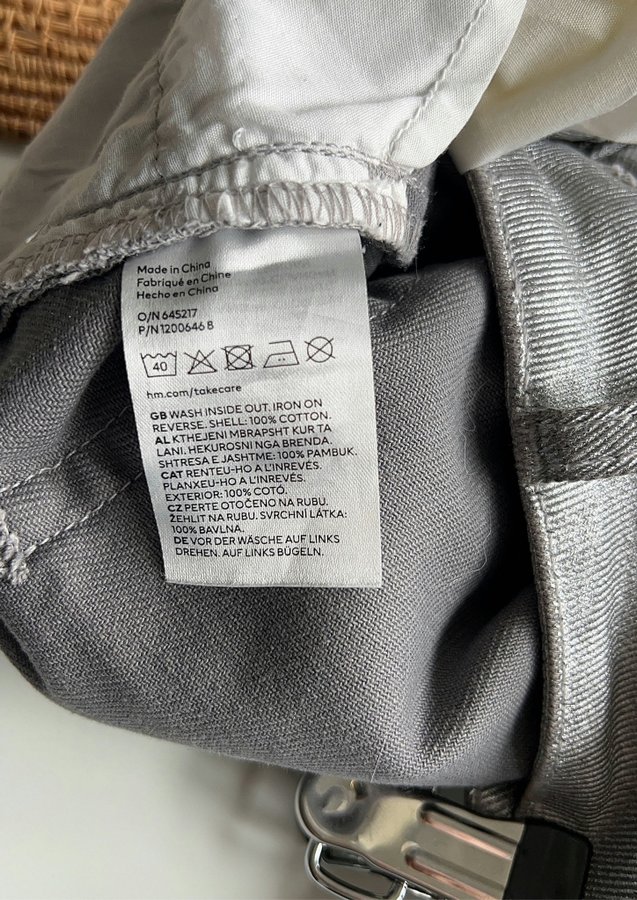 Made in China
Fabriqué en Chine
Hecho en China
O/N 645217
P/N 1200646 B
40
hm.com/takecare
GB WASH INSIDE OUT. IRON ON
REVERSE. SHELL: 100% COTTON.
AL KTHEJENI MBRAPSHT KUR TA
LANI. HEKUROSNI NGA BRENDA.
SHTRESA E JASHTME: 100% PAMBUK.
CAT RENTEU-HO A L'INREVÉS.
PLANXEU-HO A L'INREVÉS.
EXTERIOR: 100% COTÓ.
CZ PERTE OTOČENO NA RUBU.
ŽEHLIT NA RUBU. SVRCHNÍ LÁTKA:
100% BAVLNA.
DE VOR DER WÄSCHE AUF LINKS
DREHEN. AUF LINKS BÜGELN.